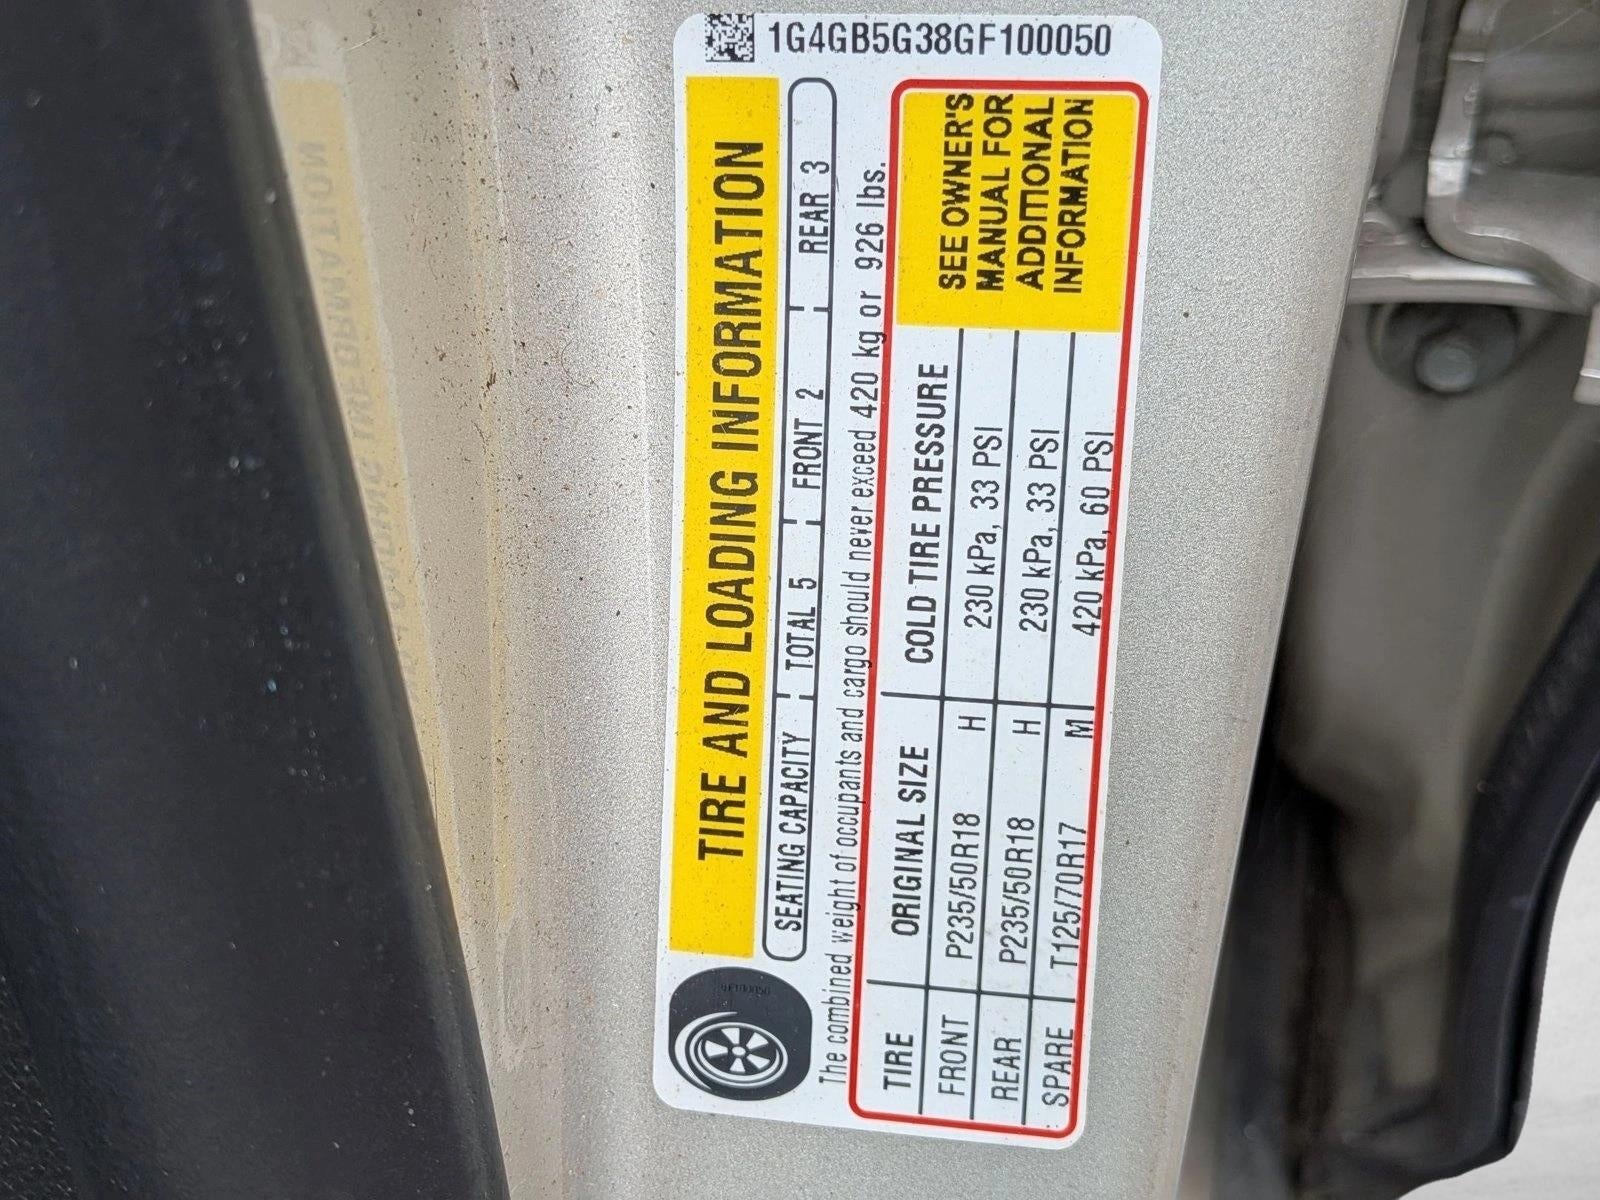 1G4GB5G38GF100050
TIRE AND LOADING INFORMATION
SEATING CAPACITY TOTAL 5 FRONT 2 REAR 3
The combined weight of occupants and cargo should never exceed 420 kg or 926 lbs.
TIRE ORIGINAL SIZE COLD TIRE PRESSURE
FRONT P235/50R18 H 230 kPa, 33 PSI
REAR P235/50R18 H 230 kPa, 33 PSI
SPARE T125/70R17 M 420 kPa, 60 PSI
SEE OWNER'S
MANUAL FOR
ADDITIONAL
INFORMATION